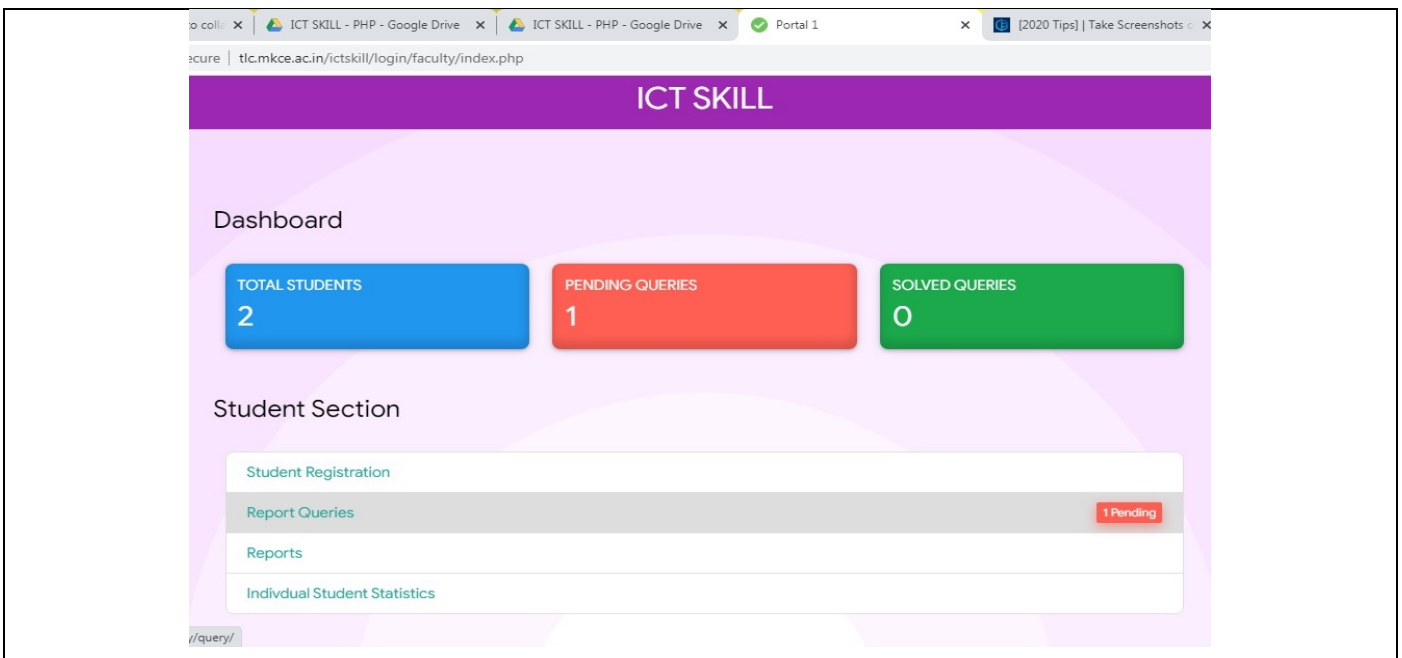 ICT SKILL - PHP - Google Drive ICT SKILL - PHP - Google Drive Portal 1 [2020 Tips] | Take Screenshots
tlc.mkce.ac.in/ictskill/login/faculty/index.php
ICT SKILL
Dashboard
TOTAL STUDENTS PENDING QUERIES SOLVED QUERIES
2 1 0
Student Section
Student Registration
Report Queries 1 Pending
Reports
Indivdual Student Statistics
/query/